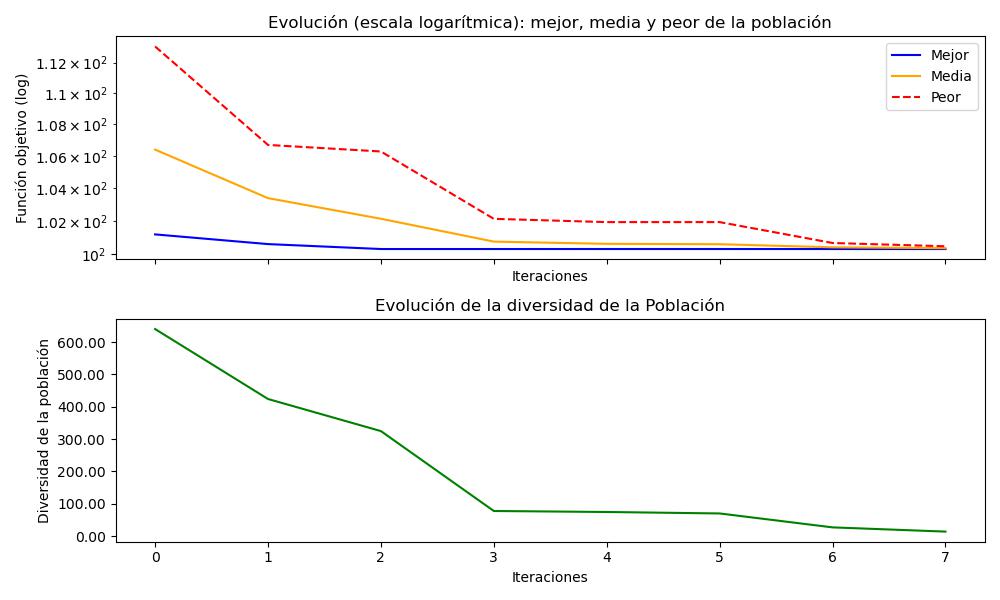 Evolución (escala logarítmica): mejor, media y peor de la población
Función objetivo (log)
1.12 × 10²
1.1 × 10²
1.08 × 10²
1.06 × 10²
1.04 × 10²
1.02 × 10²
10²
Mejor
Media
Peor
Iteraciones
Evolución de la diversidad de la Población
Diversidad de la población
600.00
500.00
400.00
300.00
200.00
100.00
0.00
0 1 2 3 4 5 6 7
Iteraciones